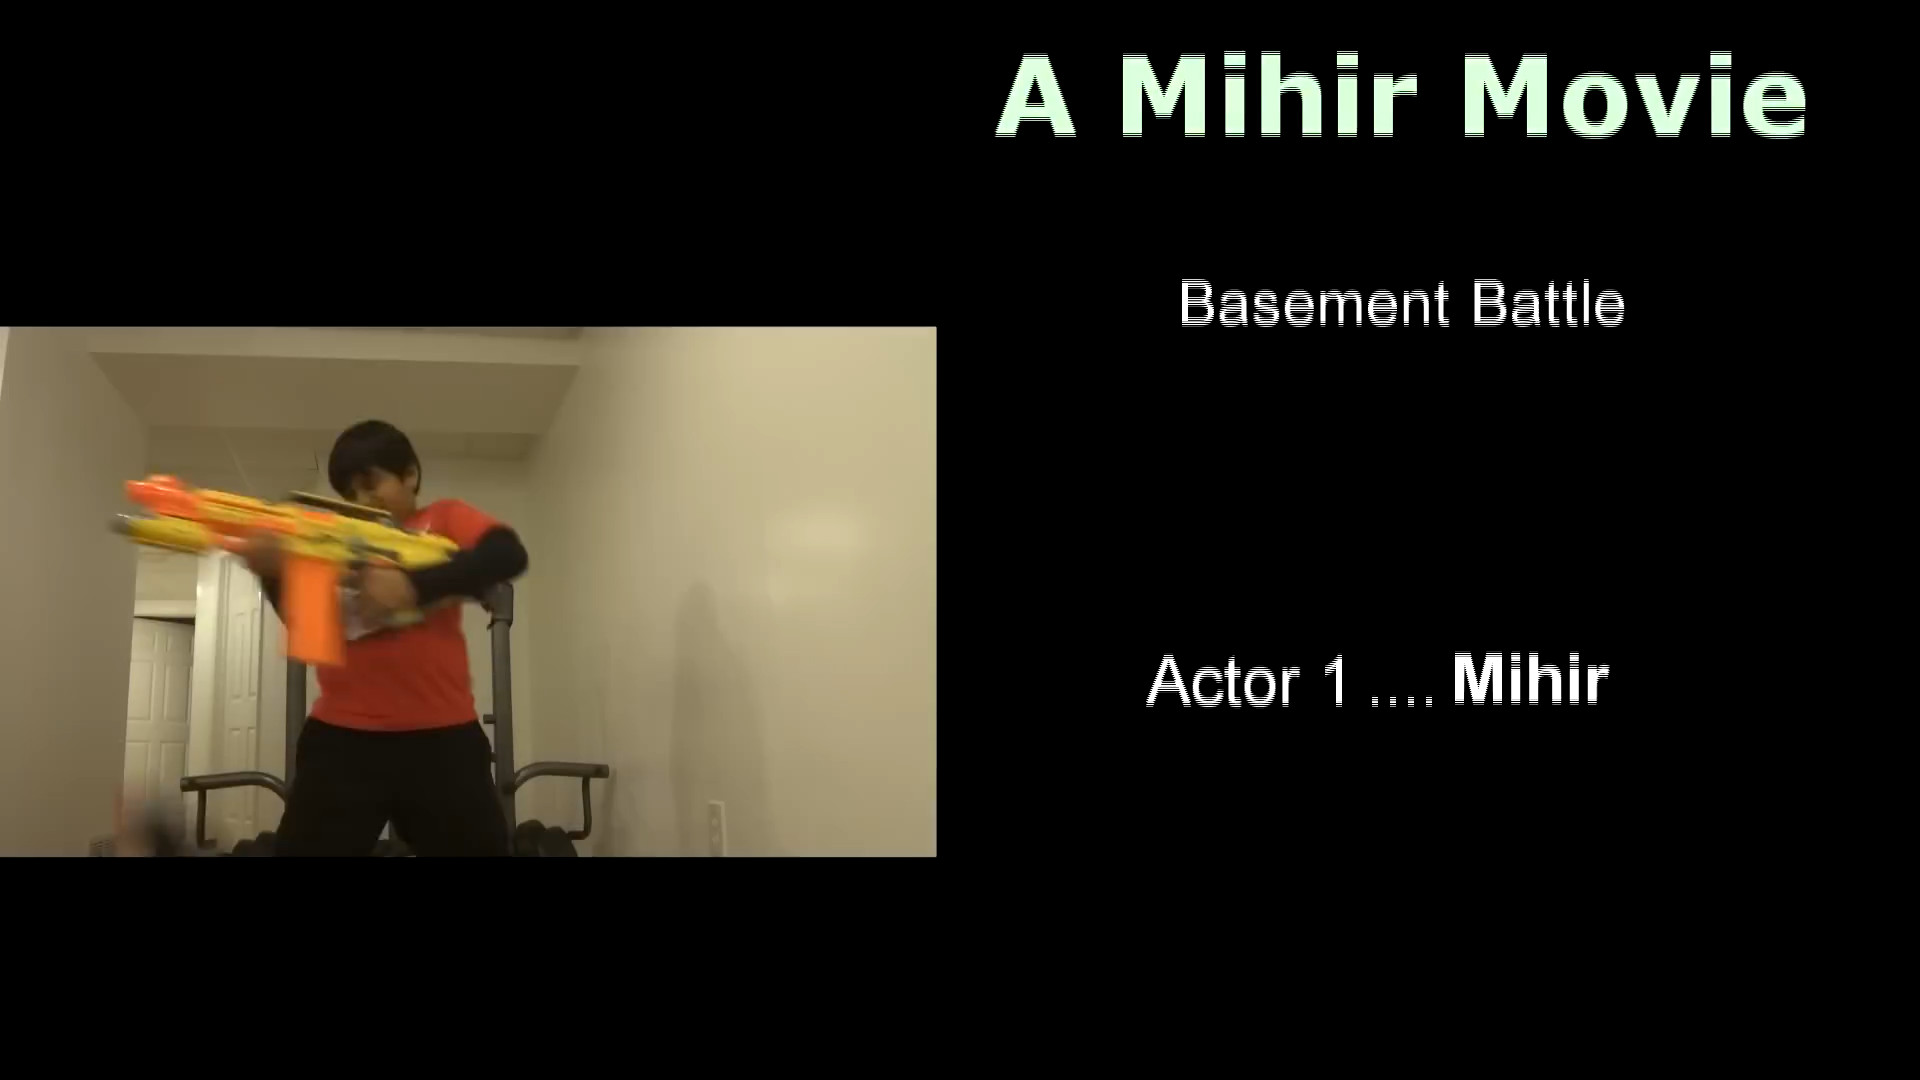 A Mihir Movie
Basement Battle
Actor 1 .... Mihir